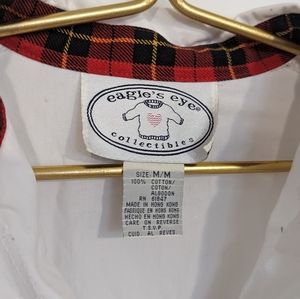 eagle's eye®
collectibles
SIZE: M/M
100% COTTON/
COTON/
ALGODON
RN 61847
MADE IN HONG KONG
FABRIQUE EN HONG KONG
HECHO EN HONG KONG
CARE ON REVERSE
T.S.V.P.
CUID. AL REVES